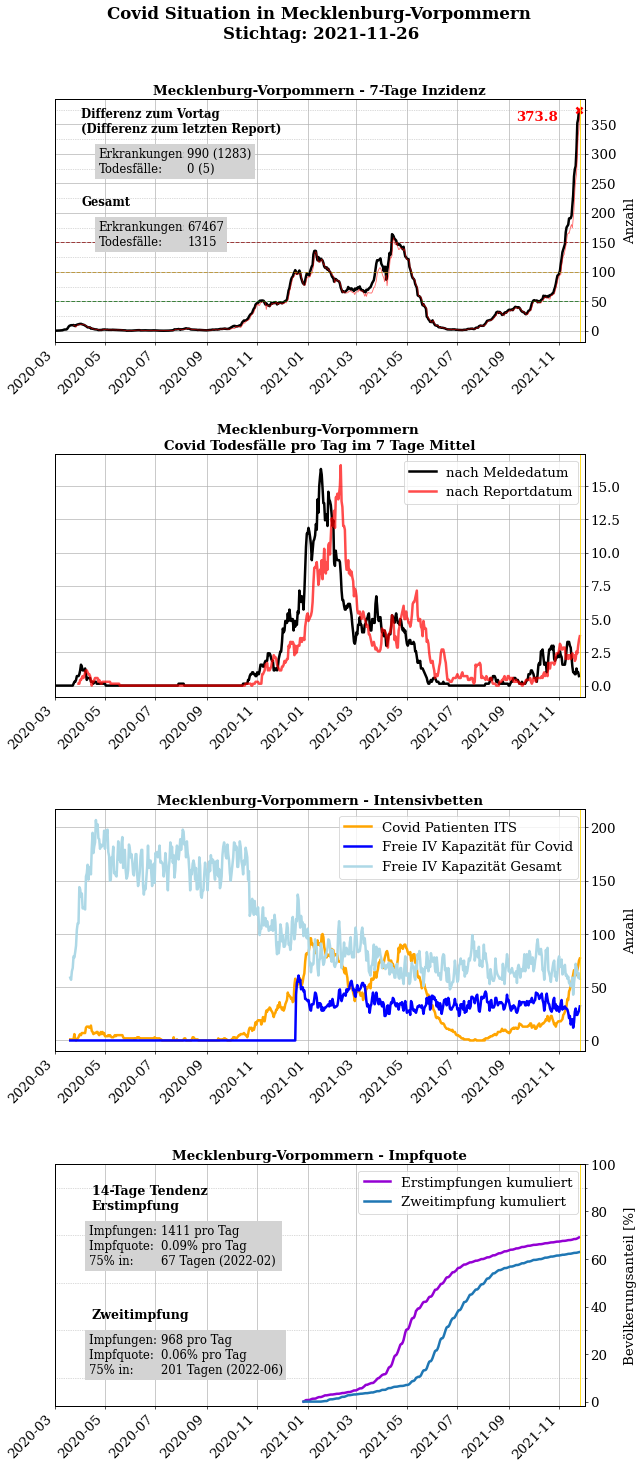 Covid Situation in Mecklenburg-Vorpommern
Stichtag: 2021-11-26
Mecklenburg-Vorpommern - 7-Tage Inzidenz
Differenz zum Vortag
(Differenz zum letzten Report)
Erkrankungen 990 (1283)
Todesfälle: 0 (5)
Gesamt
Erkrankungen 67467
Todesfälle: 1315
373.8
350
300
250
200
150
100
50
0
Anzahl
2020-03
2020-05
2020-07
2020-09
2020-11
2021-01
2021-03
2021-05
2021-07
2021-09
2021-11
Mecklenburg-Vorpommern
Covid Todesfälle pro Tag im 7 Tage Mittel
nach Meldedatum
nach Reportdatum
15.0
12.5
10.0
7.5
5.0
2.5
0.0
2020-03
2020-05
2020-07
2020-09
2020-11
2021-01
2021-03
2021-05
2021-07
2021-09
2021-11
Mecklenburg-Vorpommern - Intensivbetten
Covid Patienten ITS
Freie IV Kapazität für Covid
Freie IV Kapazität Gesamt
200
150
100
50
0
Anzahl
2020-03
2020-05
2020-07
2020-09
2020-11
2021-01
2021-03
2021-05
2021-07
2021-09
2021-11
Mecklenburg-Vorpommern - Impfquote
14-Tage Tendenz
Erstimpfung
Impfungen: 1411 pro Tag
Impfquote: 0.09% pro Tag
75% in: 67 Tagen (2022-02)
Zweitimpfung
Impfungen: 968 pro Tag
Impfquote: 0.06% pro Tag
75% in: 201 Tagen (2022-06)
Erstimpfungen kumuliert
Zweitimpfung kumuliert
100
80
60
40
20
0
Bevölkerungsanteil [%]
2020-03
2020-05
2020-07
2020-09
2020-11
2021-01
2021-03
2021-05
2021-07
2021-09
2021-11